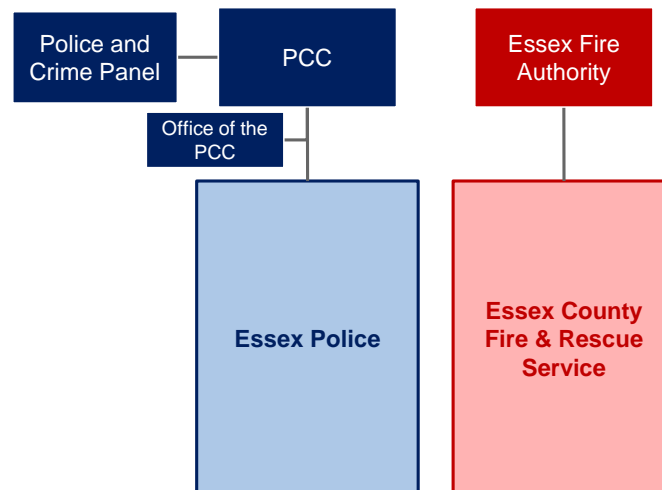 Police and
Crime Panel
PCC
Essex Fire
Authority
Office of the
PCC
Essex Police
Essex County
Fire & Rescue
Service